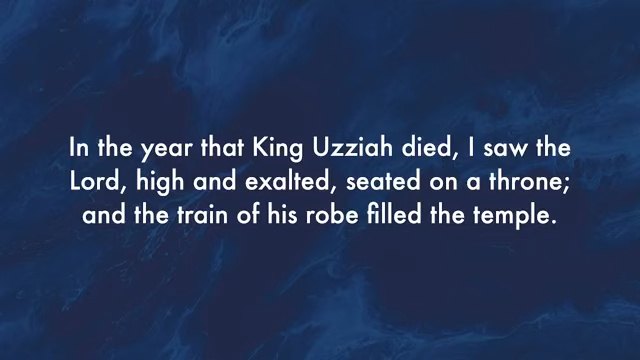 In the year that King Uzziah died, I saw the
Lord, high and exalted, seated on a throne;
and the train of his robe filled the temple.